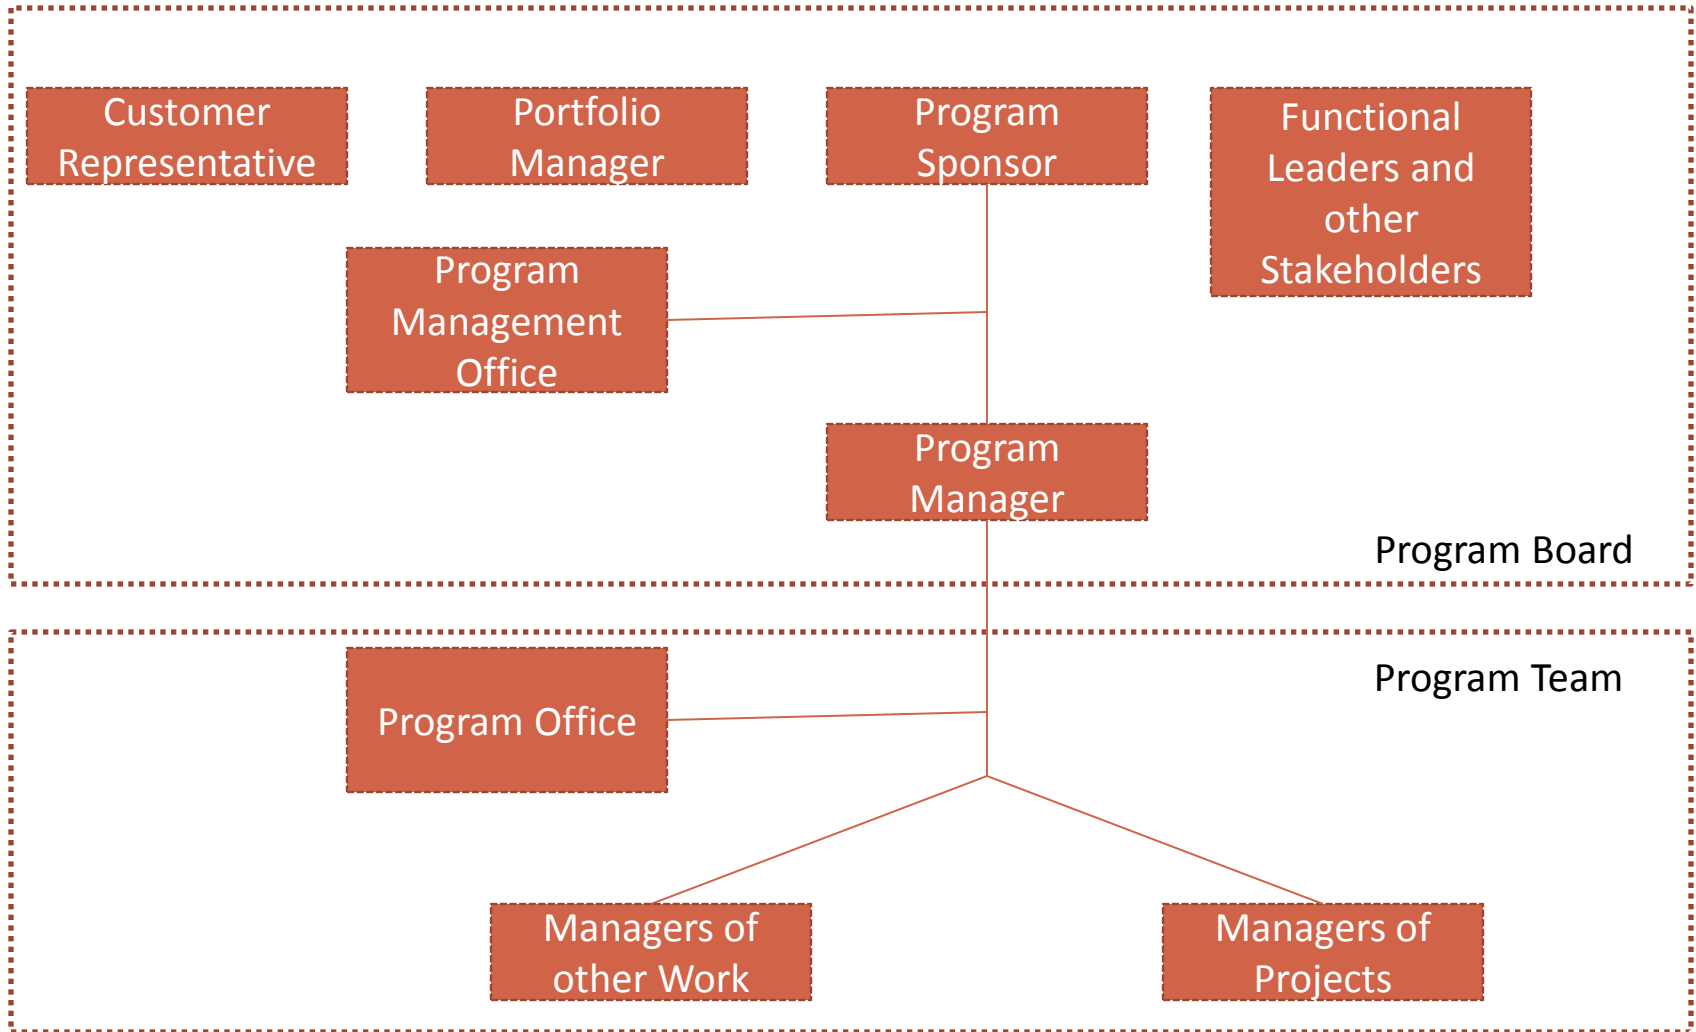 Customer
Representative
Portfolio
Manager
Program
Sponsor
Functional
Leaders and
other
Stakeholders
Program
Management
Office
Program
Manager
Program Board
Program Team
Program Office
Managers of
other Work
Managers of
Projects